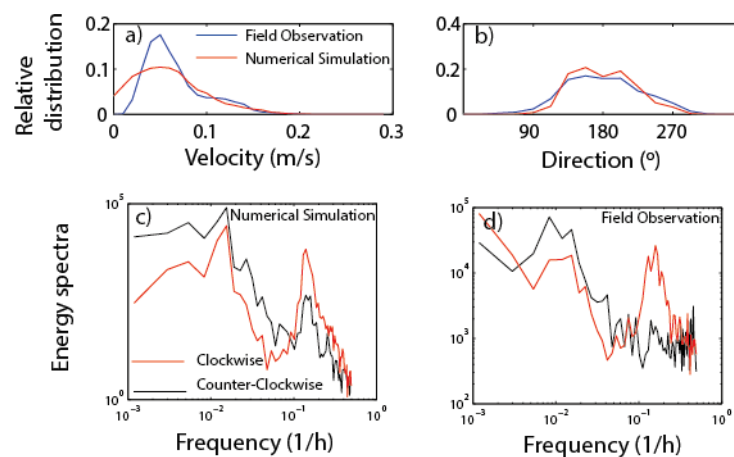 a)
Field Observation
Numerical Simulation
0.2
0.1
0
0
0.1
0.2
0.3
Velocity (m/s)
Relative
distribution
b)
0.4
0.2
0
90
180
270
Direction (º)
c)
Numerical Simulation
10⁵
10⁰
10⁻³
10⁻²
10⁻¹
10⁰
Clockwise
Counter-Clockwise
Frequency (1/h)
Energy spectra
d)
Field Observation
10⁵
10⁴
10³
10²
10⁻³
10⁻²
10⁻¹
10⁰
Frequency (1/h)